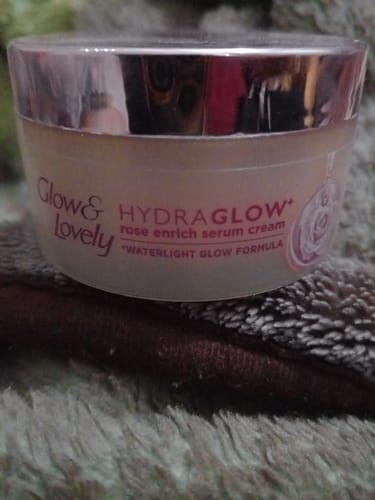 Glow &
Lovely
HYDRAGLOW+
rose enrich serum cream
+WATERLIGHT GLOW FORMULA